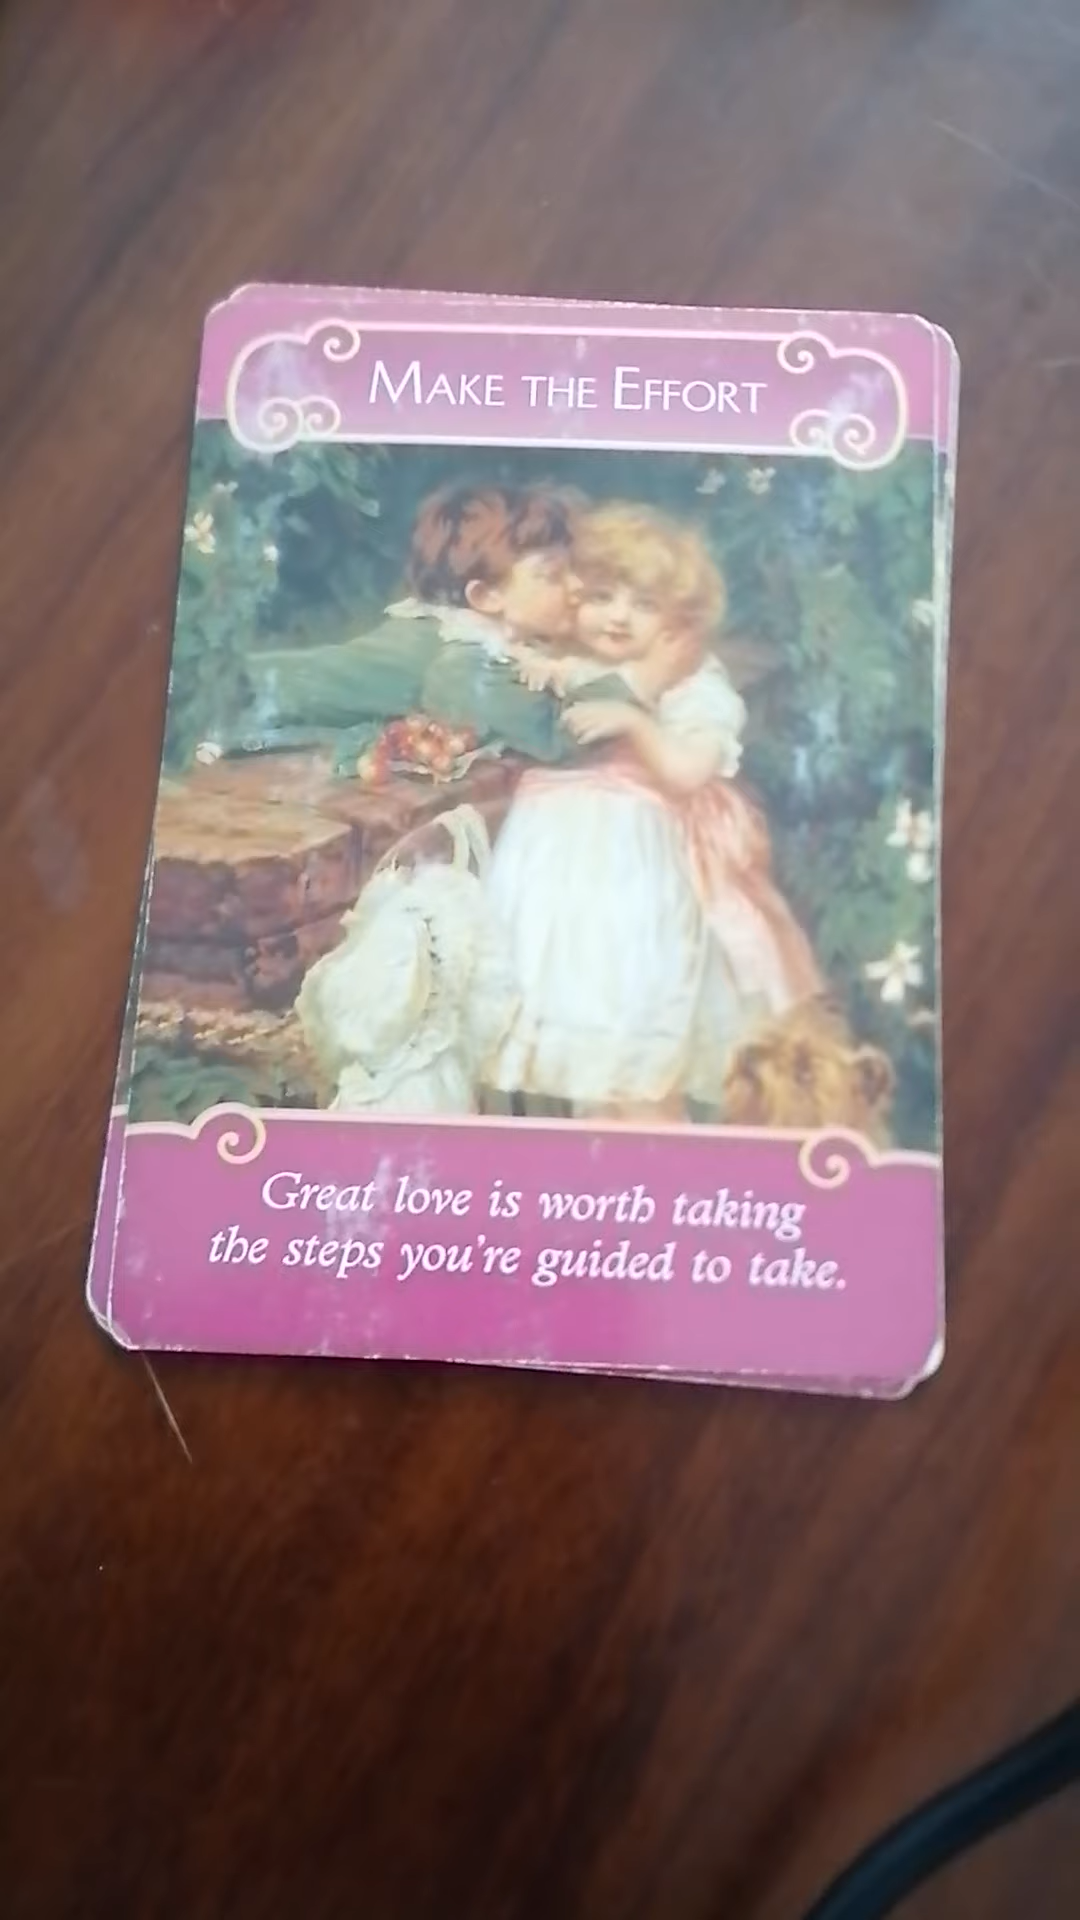 Make the Effort
Great love is worth taking
the steps you're guided to take.